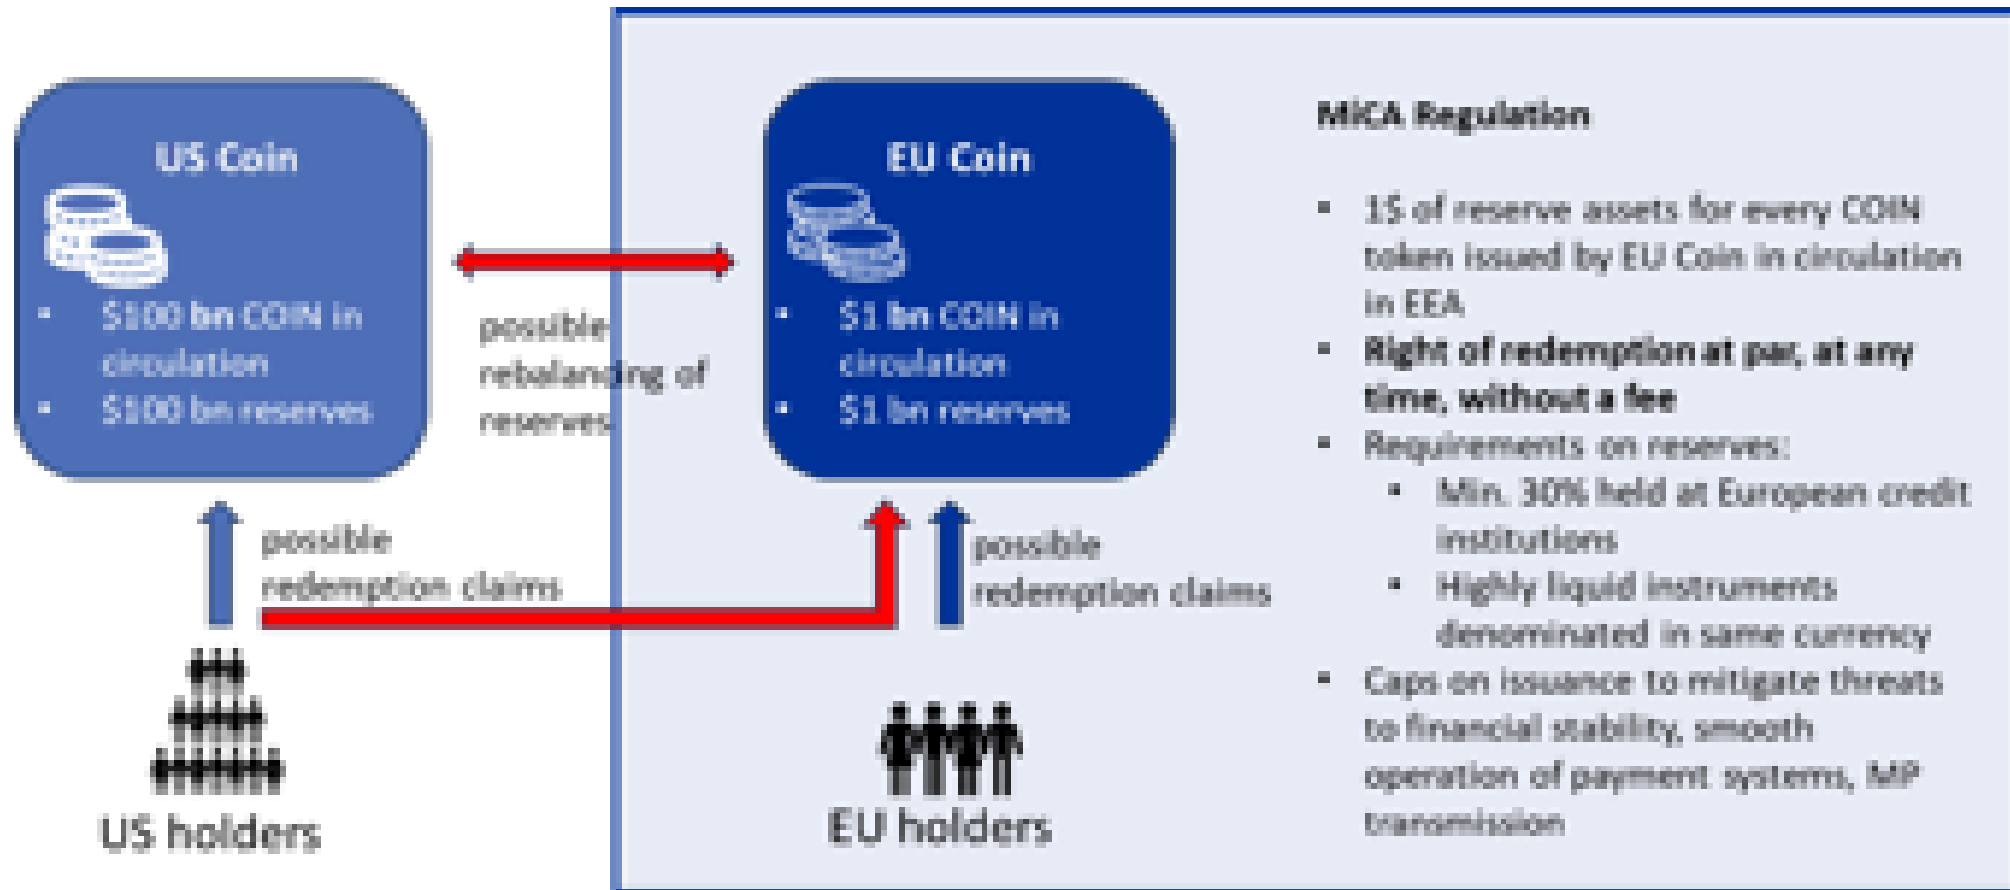 US Coin
• $100 bn COIN in
circulation
• $100 bn reserves
possible
rebalancing of
reserves
EU Coin
• $1 bn COIN in
circulation
• $1 bn reserves
possible
redemption claims
possible
redemption claims
US holders
EU holders
MiCA Regulation
• 1$ of reserve assets for every COIN
token issued by EU Coin in circulation
in EEA
• Right of redemption at par, at any
time, without a fee
• Requirements on reserves:
• Min. 30% held at European credit
institutions
• Highly liquid instruments
denominated in same currency
• Caps on issuance to mitigate threats
to financial stability, smooth
operation of payment systems, MP
transmission